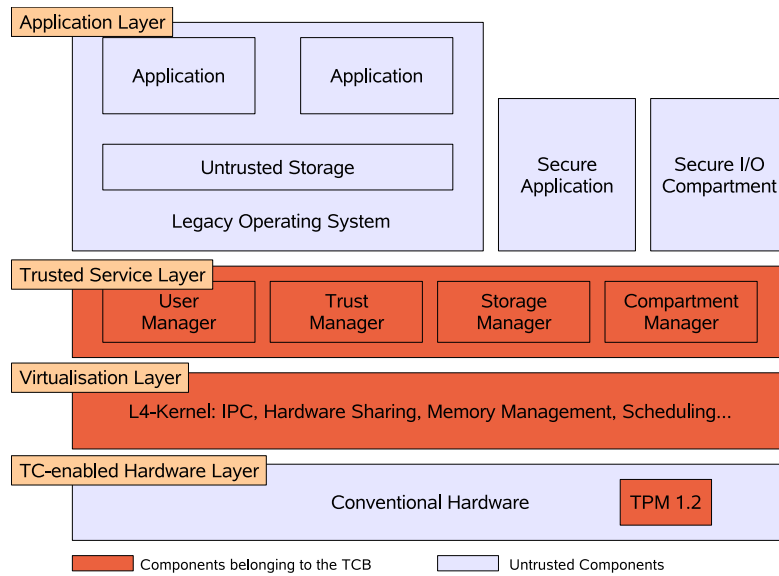 Application Layer
Application
Application
Untrusted Storage
Legacy Operating System
Secure
Application
Secure I/O
Compartment
Trusted Service Layer
User
Manager
Trust
Manager
Storage
Manager
Compartment
Manager
Virtualisation Layer
L4-Kernel: IPC, Hardware Sharing, Memory Management, Scheduling...
TC-enabled Hardware Layer
Conventional Hardware
TPM 1.2
Components belonging to the TCB
Untrusted Components